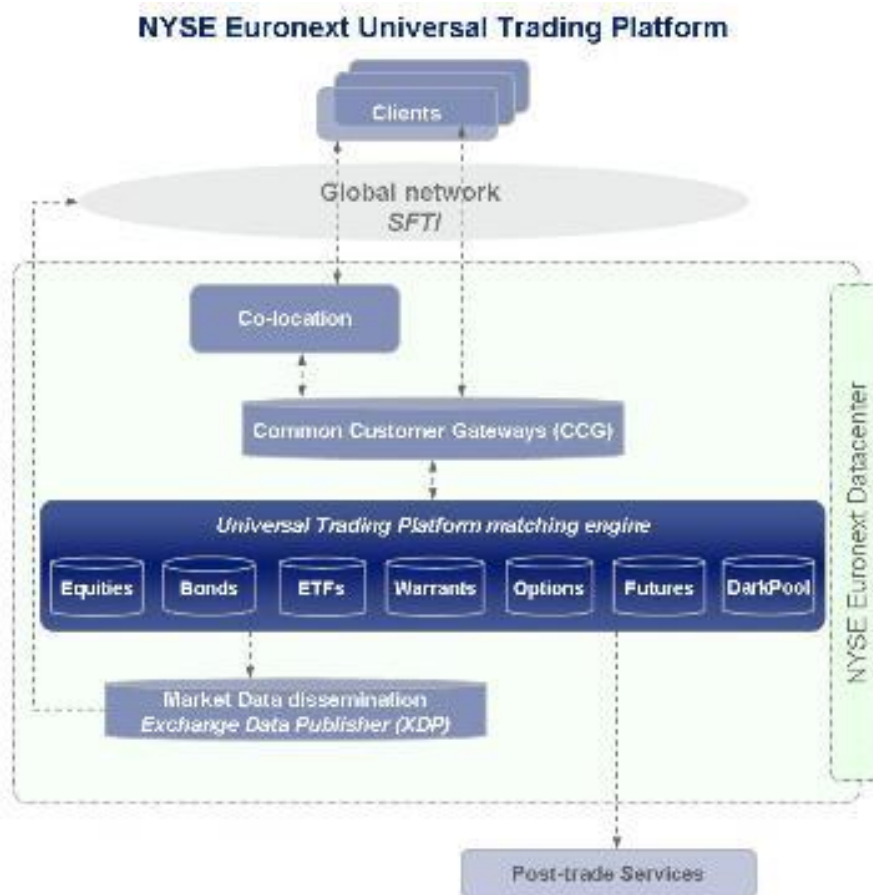 NYSE Euronext Universal Trading Platform
Clients
Global network
SFTI
Co-location
Common Customer Gateways (CCG)
NYSE Euronext Datacenter
Universal Trading Platform matching engine
Equities
Bonds
ETFs
Warrants
Options
Futures
DarkPool
Market Data dissemination
Exchange Data Publisher (XDP)
Post-trade Services